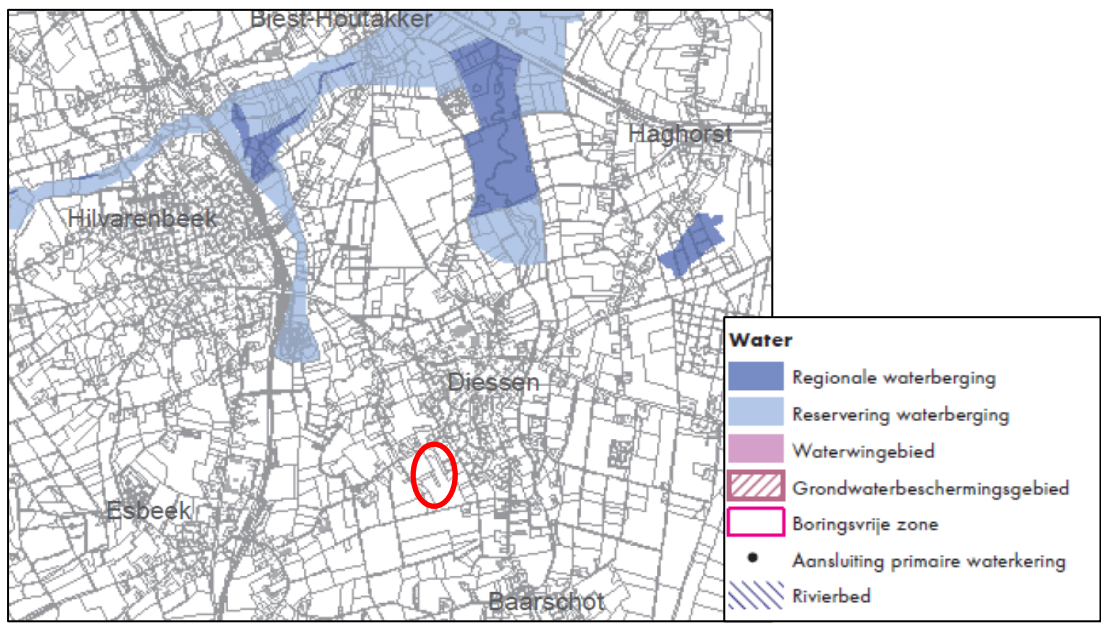 Biest-Houtakker
Haghorst
Hilvarenbeek
Diessen
Esbeek
Baarschot
Water
Regionale waterberging
Reservering waterberging
Waterwingebied
Grondwaterbeschermingsgebied
Boringsvrije zone
Aansluiting primaire waterkering
Rivierbed